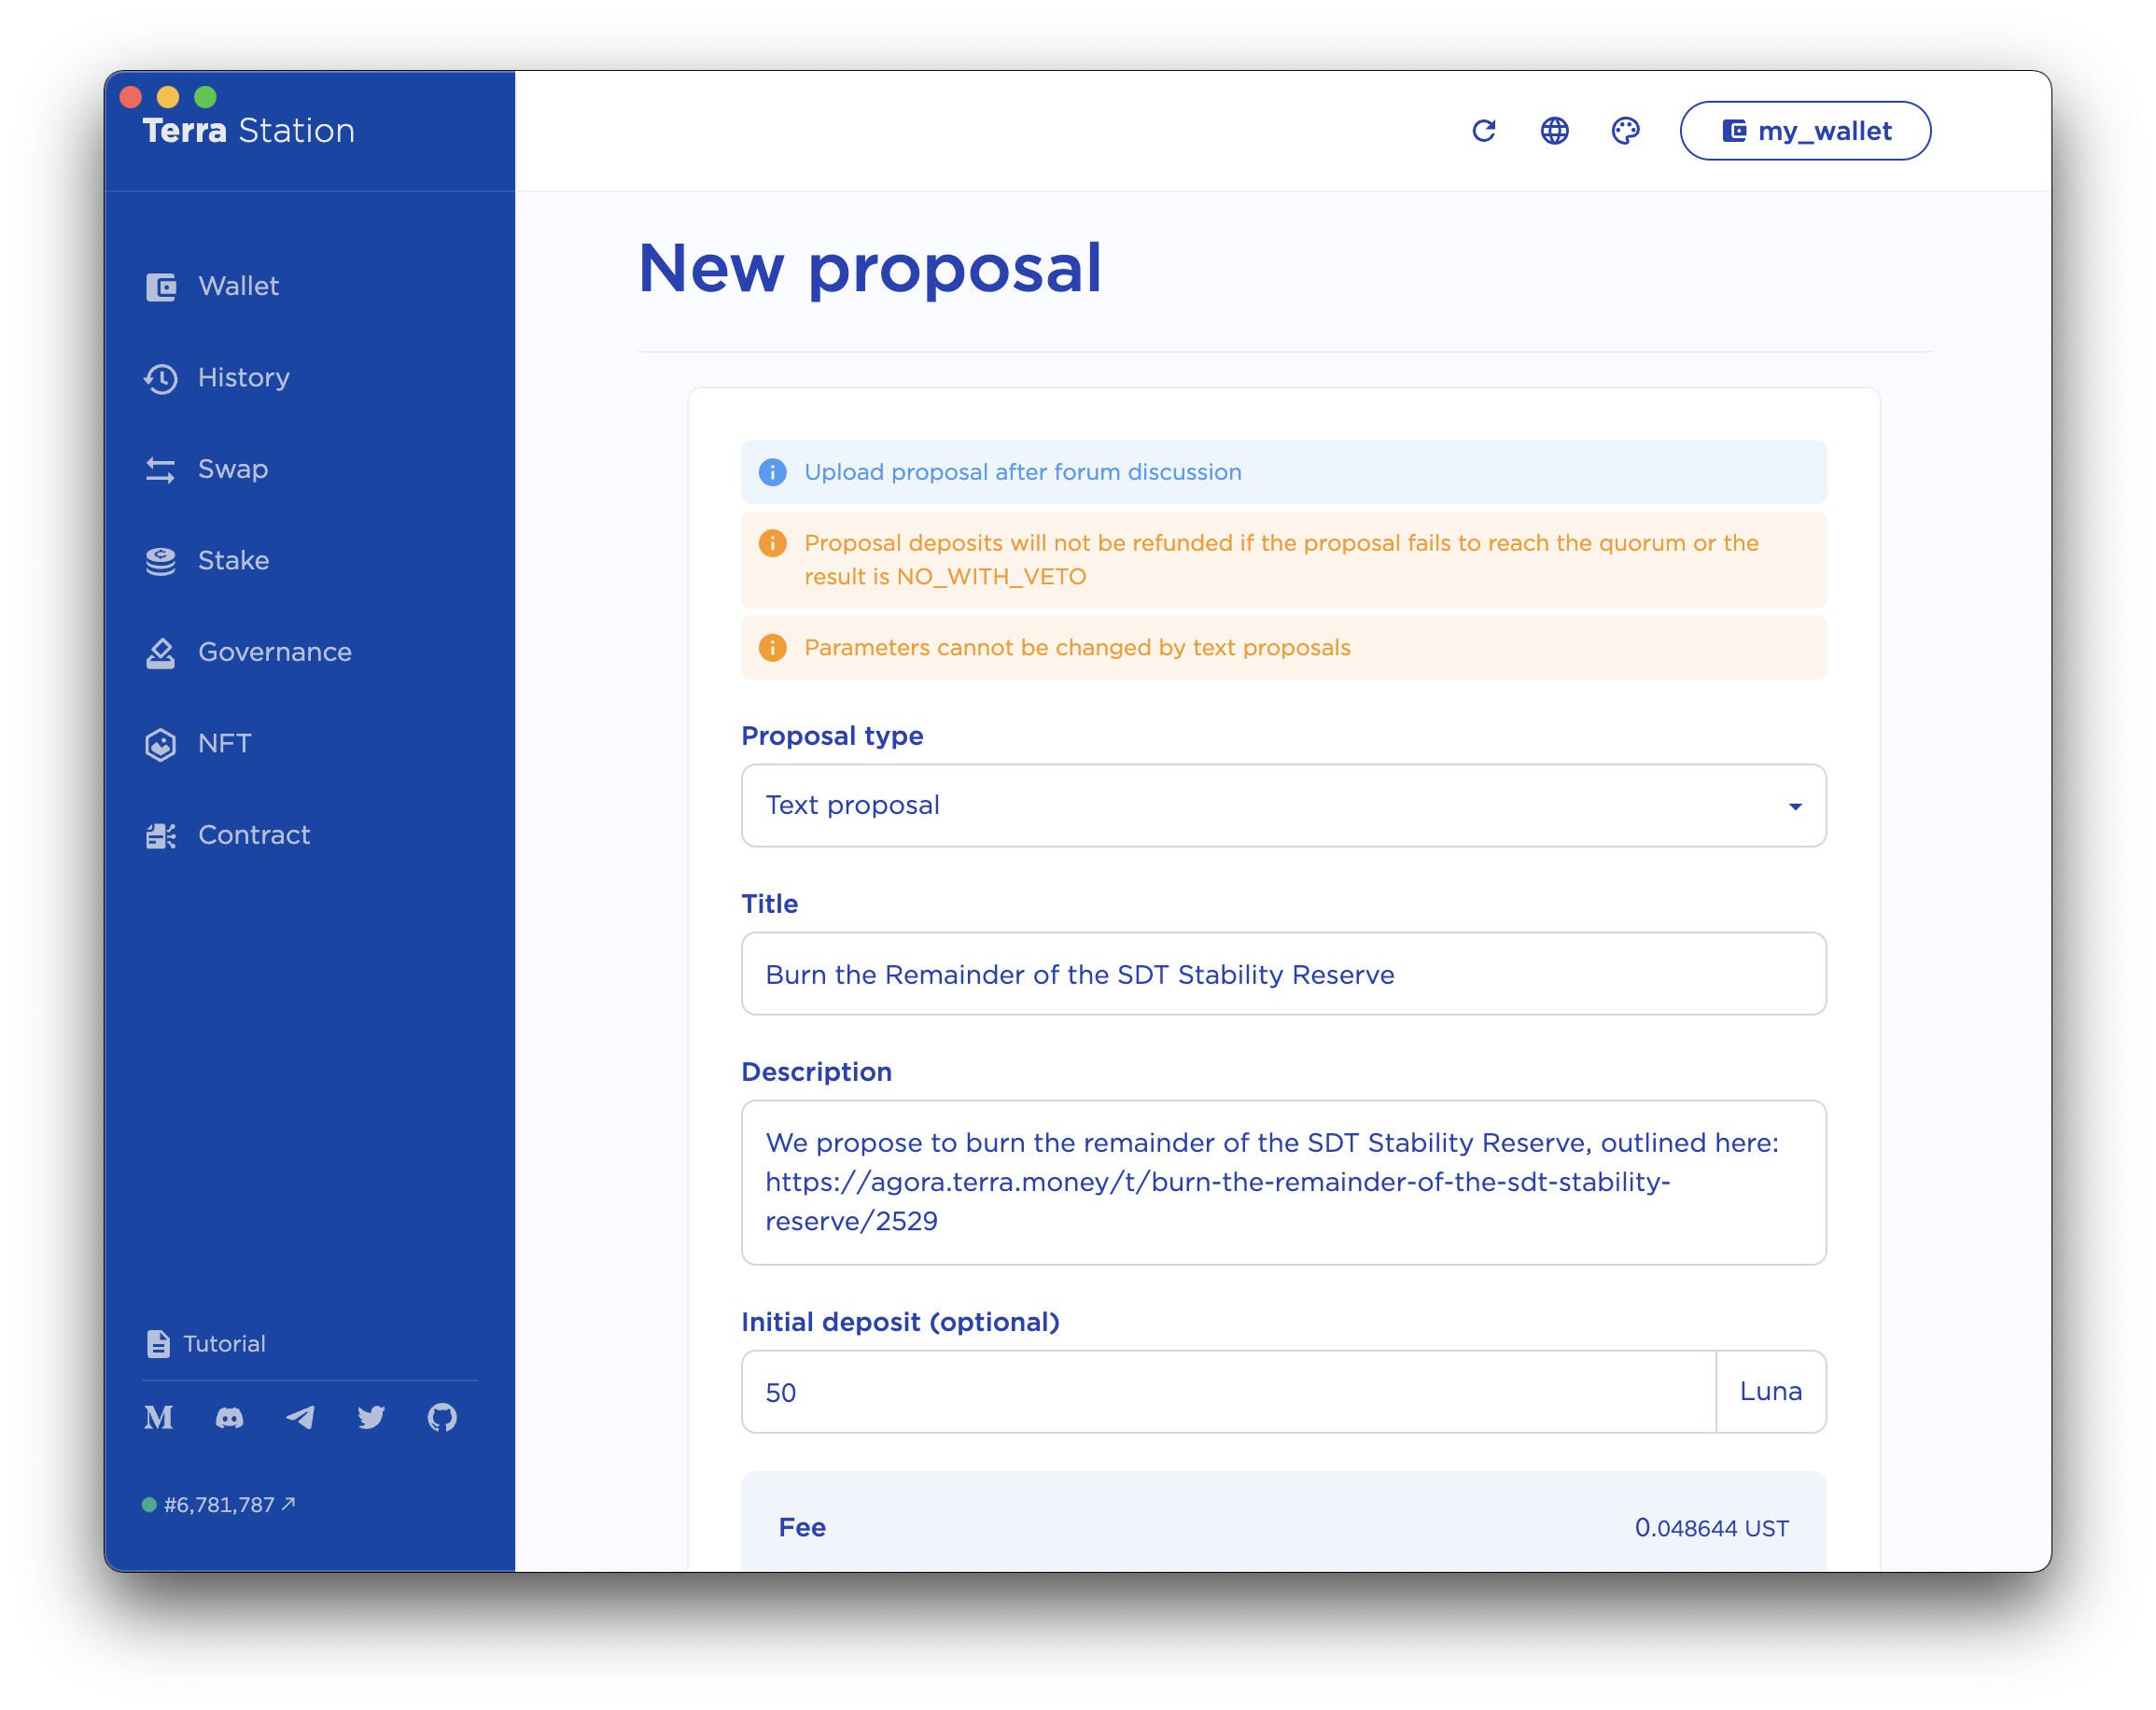 Terra Station
my_wallet
Wallet
History
Swap
Stake
Governance
NFT
Contract
Tutorial
#6,781,787
New proposal
Upload proposal after forum discussion
Proposal deposits will not be refunded if the proposal fails to reach the quorum or the
result is NO_WITH_VETO
Parameters cannot be changed by text proposals
Proposal type
Text proposal
Title
Burn the Remainder of the SDT Stability Reserve
Description
We propose to burn the remainder of the SDT Stability Reserve, outlined here:
https://agora.terra.money/t/burn-the-remainder-of-the-sdt-stability-
reserve/2529
Initial deposit (optional)
50
Luna
Fee
0.048644 UST